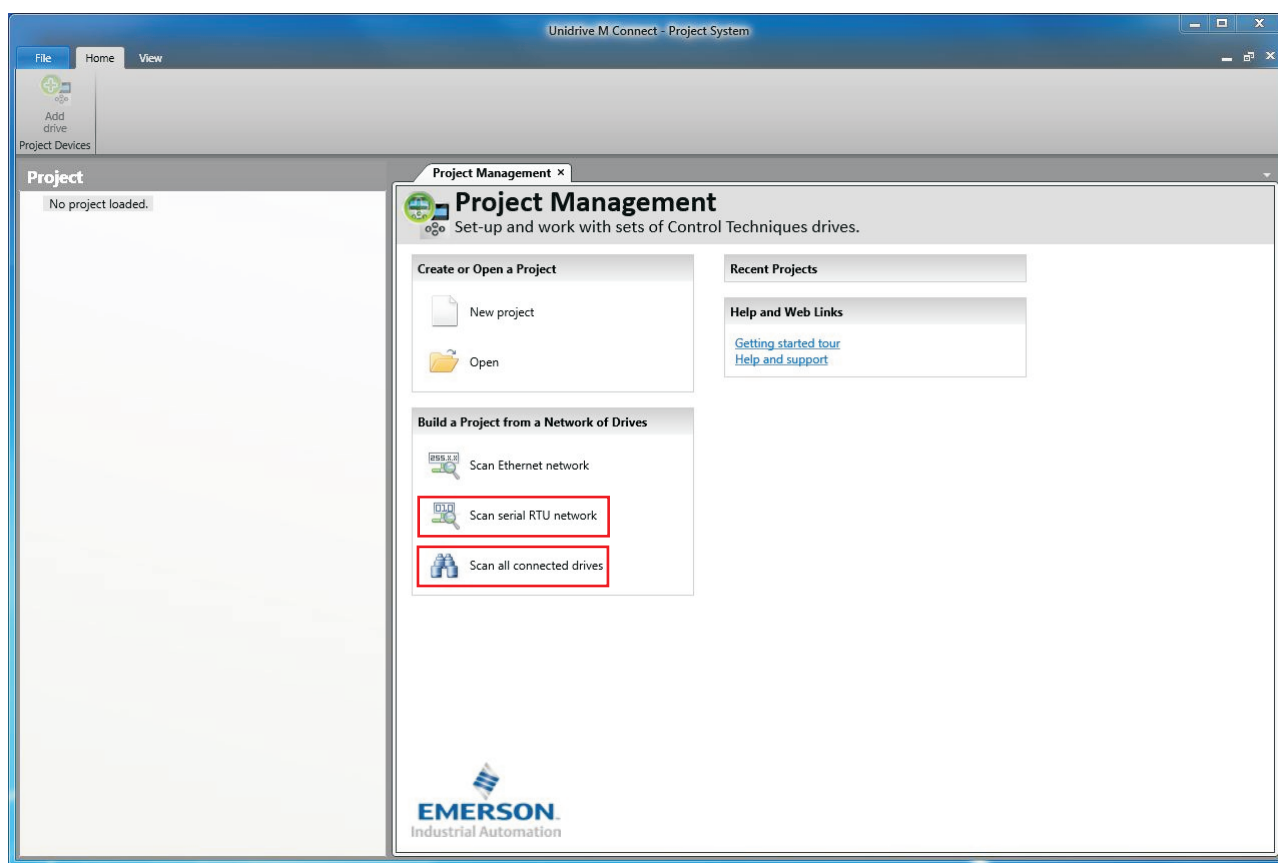 Unidrive M Connect - Project System
File Home View
Add
drive
Project Devices
Project
No project loaded.
Project Management ×
Project Management
Set-up and work with sets of Control Techniques drives.
Create or Open a Project
New project
Open
Recent Projects
Help and Web Links
Getting started tour
Help and support
Build a Project from a Network of Drives
255.X.X
Scan Ethernet network
010
Scan serial RTU network
Scan all connected drives
EMERSON
Industrial Automation